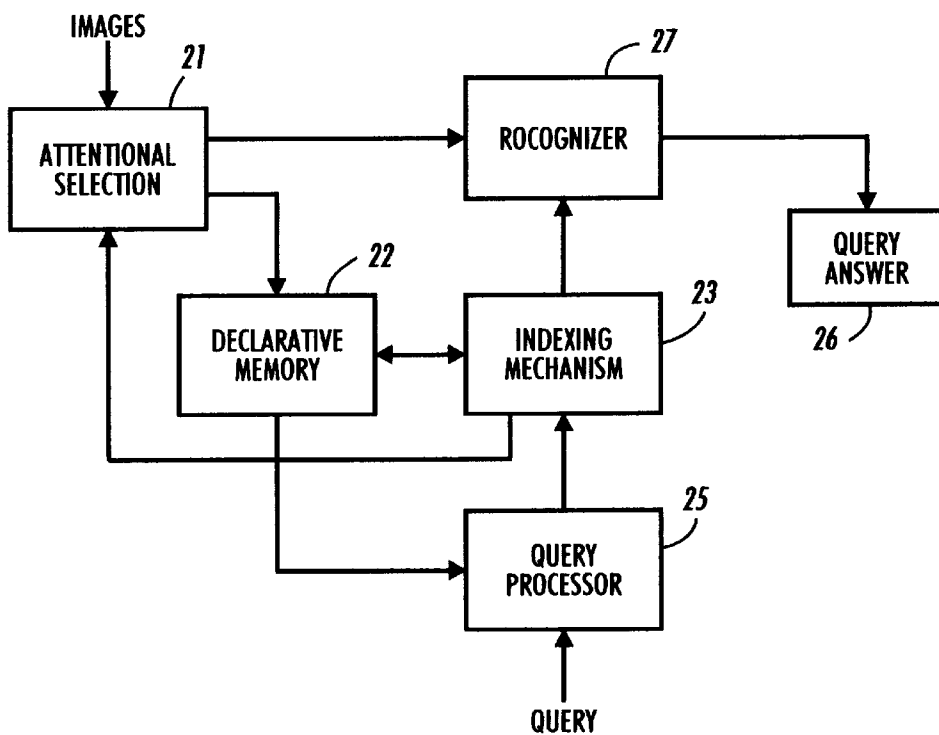 IMAGES
21
ATTENTIONAL
SELECTION
27
ROCOGNIZER
22
DECLARATIVE
MEMORY
23
INDEXING
MECHANISM
QUERY
ANSWER
26
25
QUERY
PROCESSOR
QUERY